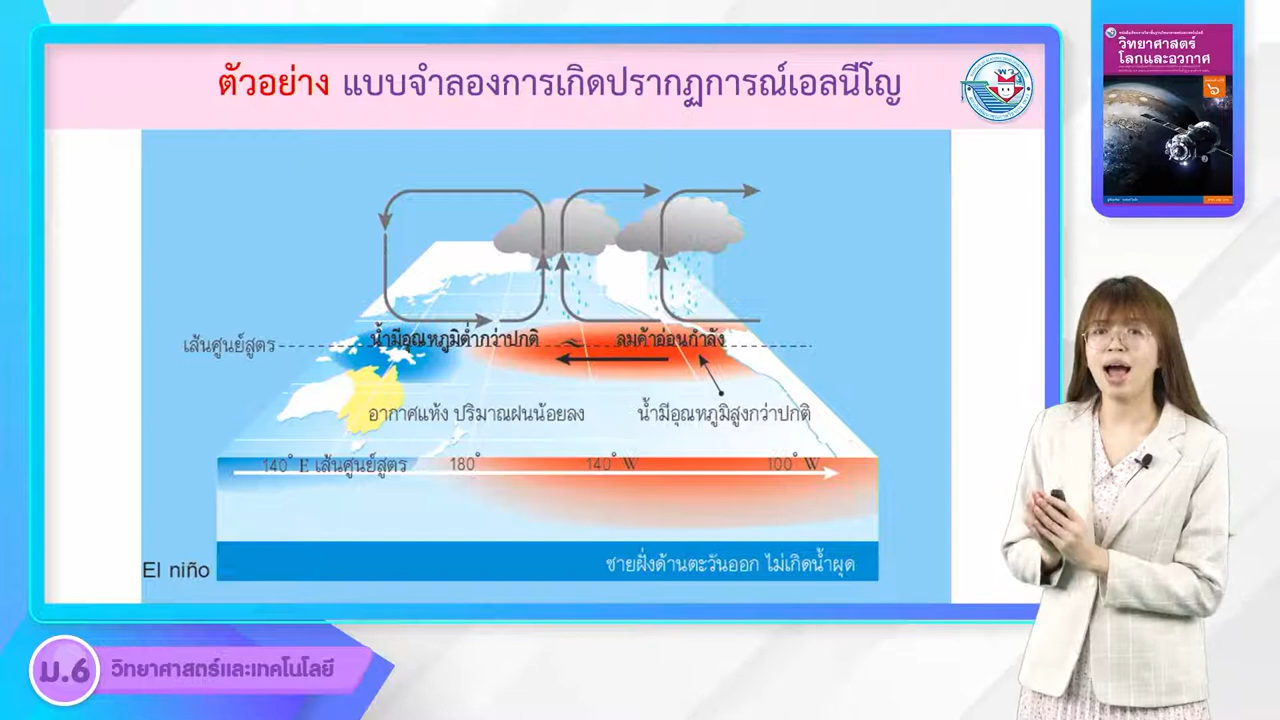 ตัวอย่าง แบบจำลองการเกิดปรากฏการณ์เอลนีโญ
วิทยาศาสตร์
โลกและอวกาศ
๖
เส้นศูนย์สูตร
น้ำมีอุณหภูมิต่ำกว่าปกติ
ลมค้าอ่อนกำลัง
อากาศแห้ง ปริมาณฝนน้อยลง
น้ำมีอุณหภูมิสูงกว่าปกติ
140° E เส้นศูนย์สูตร 180° 140° W 100° W
ชายฝั่งด้านตะวันออก ไม่เกิดน้ำผุด
El niño
ม.6 วิทยาศาสตร์และเทคโนโลยี